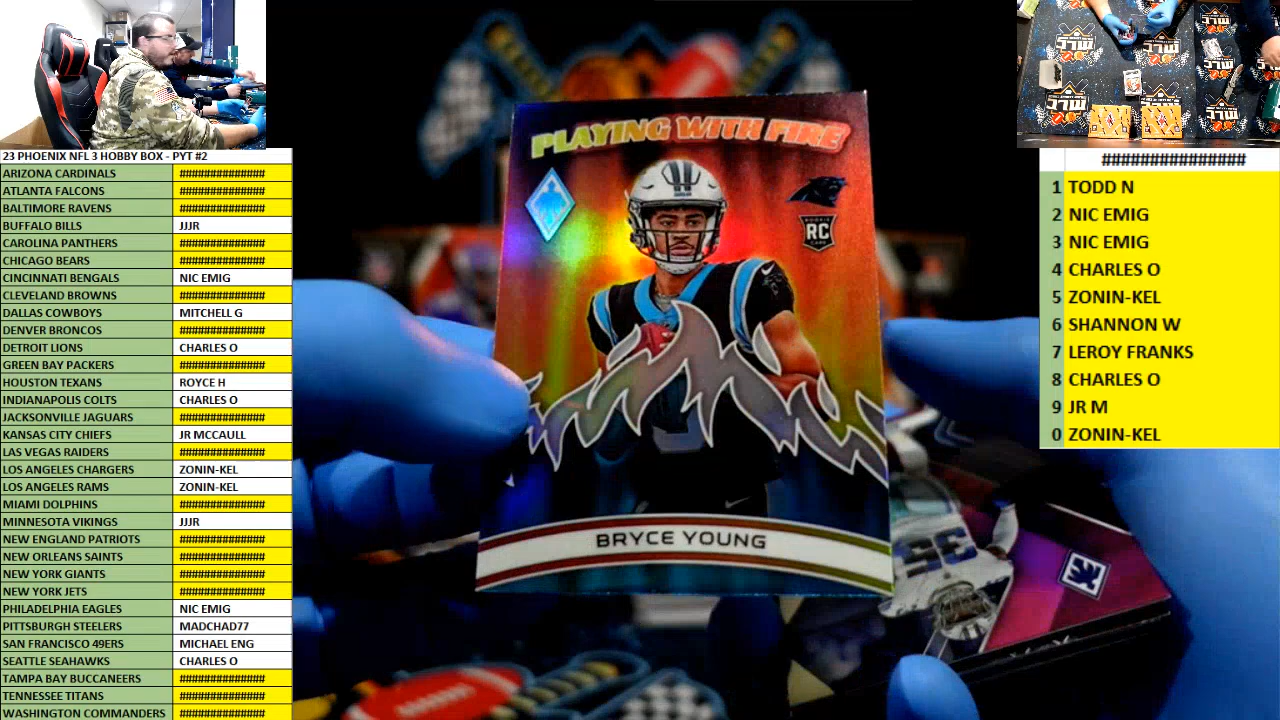 23 PHOENIX NFL 3 HOBBY BOX - PYT #2
ARIZONA CARDINALS ##############
ATLANTA FALCONS ##############
BALTIMORE RAVENS ##############
BUFFALO BILLS JJJR
CAROLINA PANTHERS ##############
CHICAGO BEARS ##############
CINCINNATI BENGALS NIC EMIG
CLEVELAND BROWNS ##############
DALLAS COWBOYS MITCHELL G
DENVER BRONCOS ##############
DETROIT LIONS CHARLES O
GREEN BAY PACKERS ##############
HOUSTON TEXANS ROYCE H
INDIANAPOLIS COLTS CHARLES O
JACKSONVILLE JAGUARS ##############
KANSAS CITY CHIEFS JR MCCAULL
LAS VEGAS RAIDERS ##############
LOS ANGELES CHARGERS ZONIN-KEL
LOS ANGELES RAMS ZONIN-KEL
MIAMI DOLPHINS ##############
MINNESOTA VIKINGS JJJR
NEW ENGLAND PATRIOTS ##############
NEW ORLEANS SAINTS ##############
NEW YORK GIANTS ##############
NEW YORK JETS ##############
PHILADELPHIA EAGLES NIC EMIG
PITTSBURGH STEELERS MADCHAD77
SAN FRANCISCO 49ERS MICHAEL ENG
SEATTLE SEAHAWKS CHARLES O
TAMPA BAY BUCCANEERS ##############
TENNESSEE TITANS ##############
WASHINGTON COMMANDERS ##############
PLAYING WITH FIRE
ROOKIE
RC
CARD
BRYCE YOUNG
###############
1 TODD N
2 NIC EMIG
3 NIC EMIG
4 CHARLES O
5 ZONIN-KEL
6 SHANNON W
7 LEROY FRANKS
8 CHARLES O
9 JR M
0 ZONIN-KEL